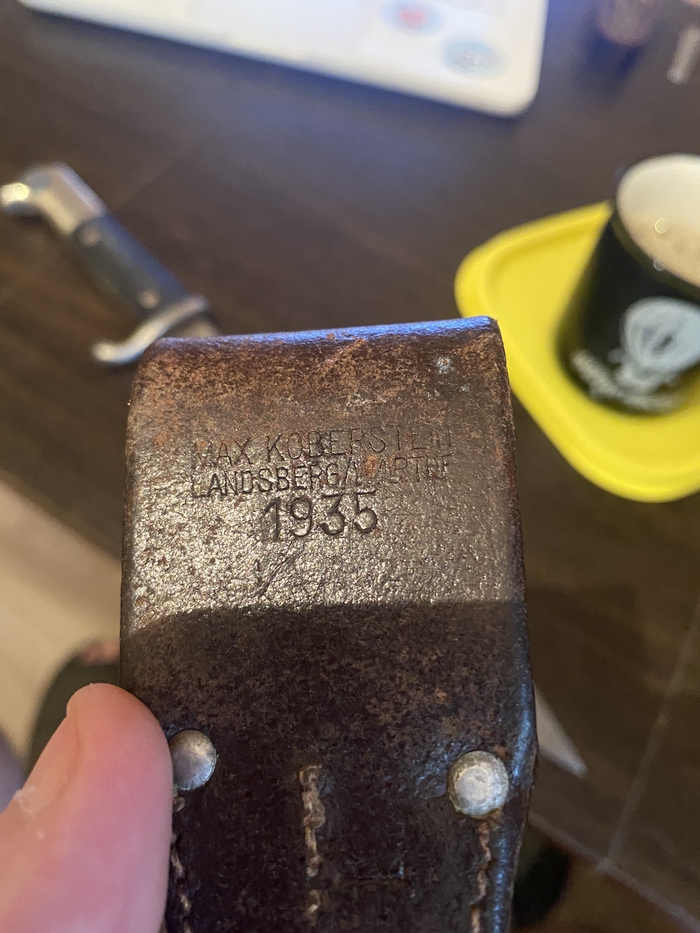 MAX KOBERSTEIN
LANDSBERG/WARTHE
1935